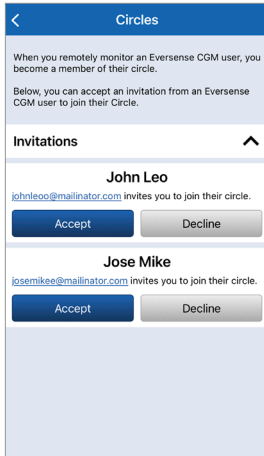 Circles
When you remotely monitor an Eversense CGM user, you
become a member of their circle.
Below, you can accept an invitation from an Eversense
CGM user to join their Circle.
Invitations
John Leo
johnleoo@mailinator.com invites you to join their circle.
Accept Decline
Jose Mike
josemikee@mailinator.com invites you to join their circle.
Accept Decline